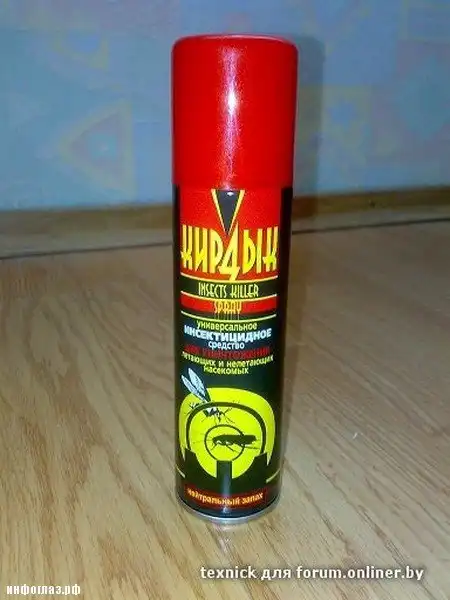 КИРДЫК
INSECTS KILLER
SPRAY
универсальное
ИНСЕКТИЦИДНОЕ
средство
для уничтожения
летающих и нелетающих
насекомых
нейтральный запах
texnick для forum.onliner.by
инфоглаз.рф